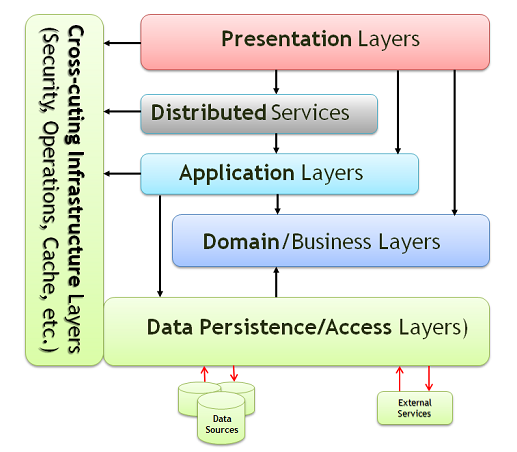 Cross-cuting Infrastructure Layers
(Security, Operations, Cache, etc.)
Presentation Layers
Distributed Services
Application Layers
Domain/Business Layers
Data Persistence/Access Layers)
Data
Sources
External
Services